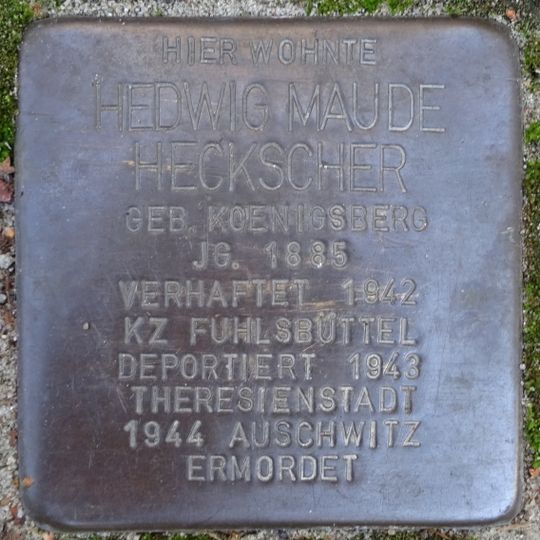 HIER WOHNTE
HEDWIG MAUDE
HECKSCHER
GEB. KOENIGSBERG
JG. 1885
VERHAFTET 1942
KZ FUHLSBÜTTEL
DEPORTIERT 1943
THERESIENSTADT
1944 AUSCHWITZ
ERMORDET